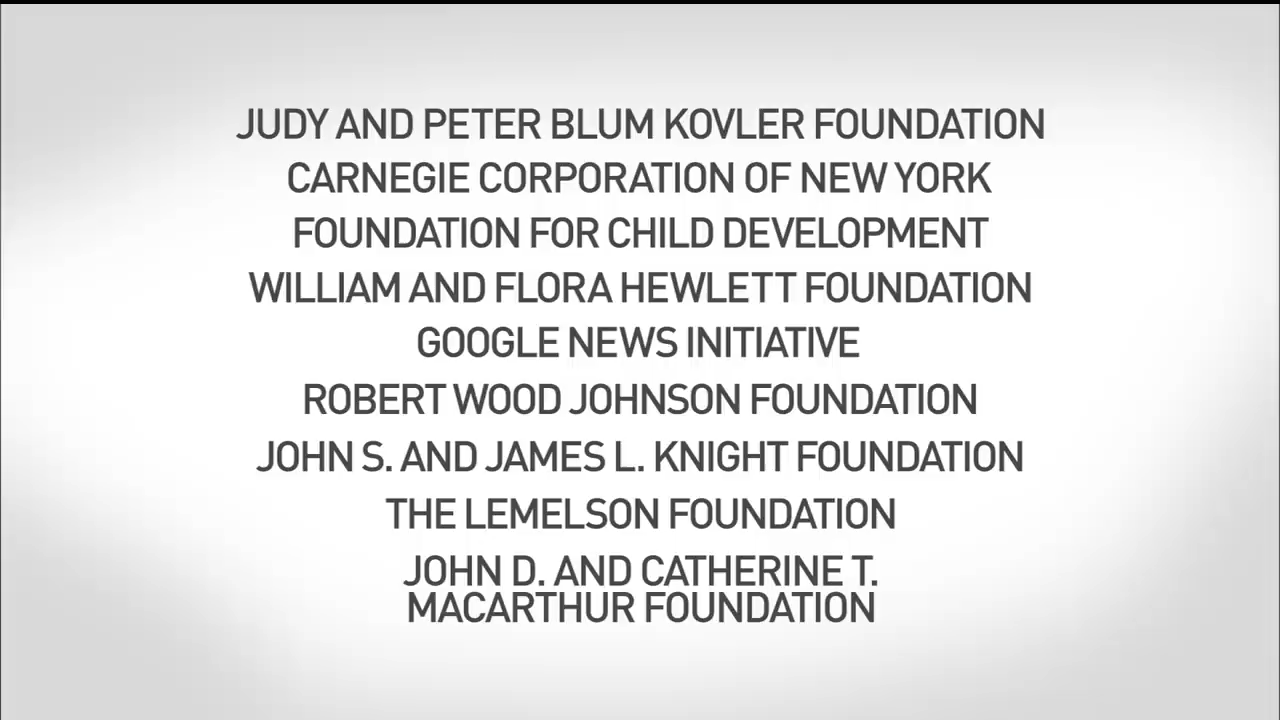 JUDY AND PETER BLUM KOVLER FOUNDATION
CARNEGIE CORPORATION OF NEW YORK
FOUNDATION FOR CHILD DEVELOPMENT
WILLIAM AND FLORA HEWLETT FOUNDATION
GOOGLE NEWS INITIATIVE
ROBERT WOOD JOHNSON FOUNDATION
JOHN S. AND JAMES L. KNIGHT FOUNDATION
THE LEMELSON FOUNDATION
JOHN D. AND CATHERINE T.
MACARTHUR FOUNDATION